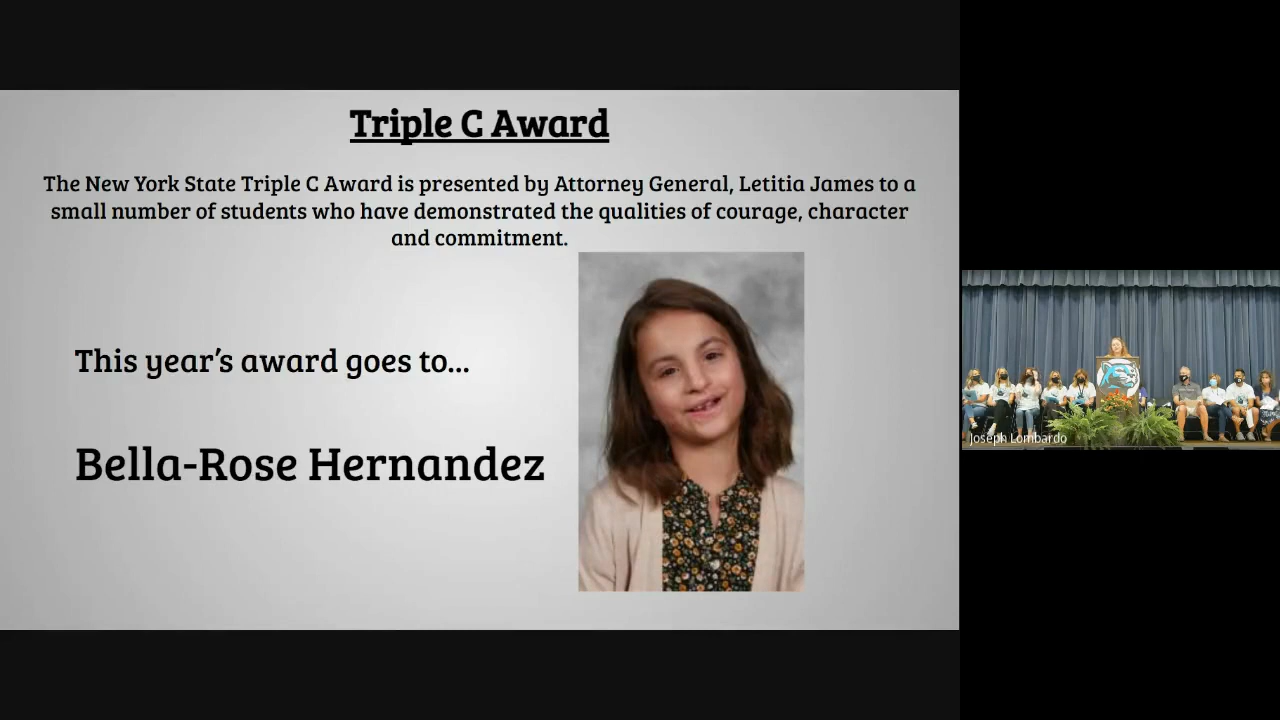 Triple C Award
The New York State Triple C Award is presented by Attorney General, Letitia James to a
small number of students who have demonstrated the qualities of courage, character
and commitment.
This year's award goes to...
Bella-Rose Hernandez
Joseph Lombardo